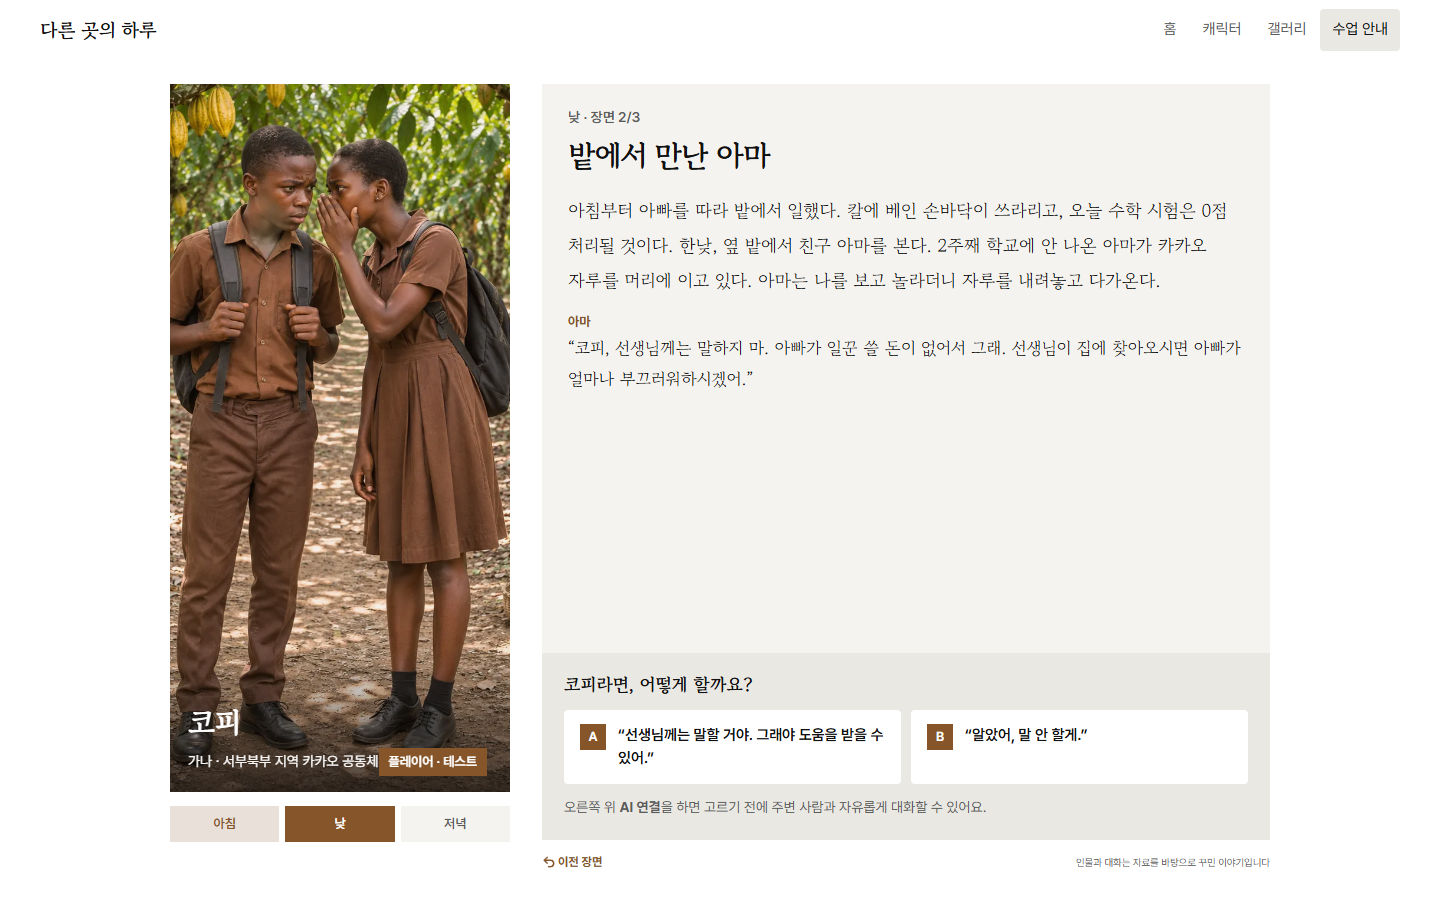 다른 곳의 하루
홈
캐릭터
갤러리
수업 안내
코피
가나 · 서부북부 지역 카카오 공동체
플레이어 · 테스트
아침
낮
저녁
낮 · 장면 2/3
밭에서 만난 아마
아침부터 아빠를 따라 밭에서 일했다. 칼에 베인 손바닥이 쓰라리고, 오늘 수학 시험은 0점
처리될 것이다. 한낮, 옆 밭에서 친구 아마를 본다. 2주째 학교에 안 나온 아마가 카카오
자루를 머리에 이고 있다. 아마는 나를 보고 놀라더니 자루를 내려놓고 다가온다.
아마
“코피, 선생님께는 말하지 마. 아빠가 일꾼 쓸 돈이 없어서 그래. 선생님이 집에 찾아오시면 아빠가
얼마나 부끄러워하시겠어.”
코피라면, 어떻게 할까요?
A
“선생님께는 말할 거야. 그래야 도움을 받을 수
있어.”
B
“알았어, 말 안 할게.”
오른쪽 위 AI 연결을 하면 고르기 전에 주변 사람과 자유롭게 대화할 수 있어요.
이전 장면
인물과 대화는 자료를 바탕으로 꾸민 이야기입니다